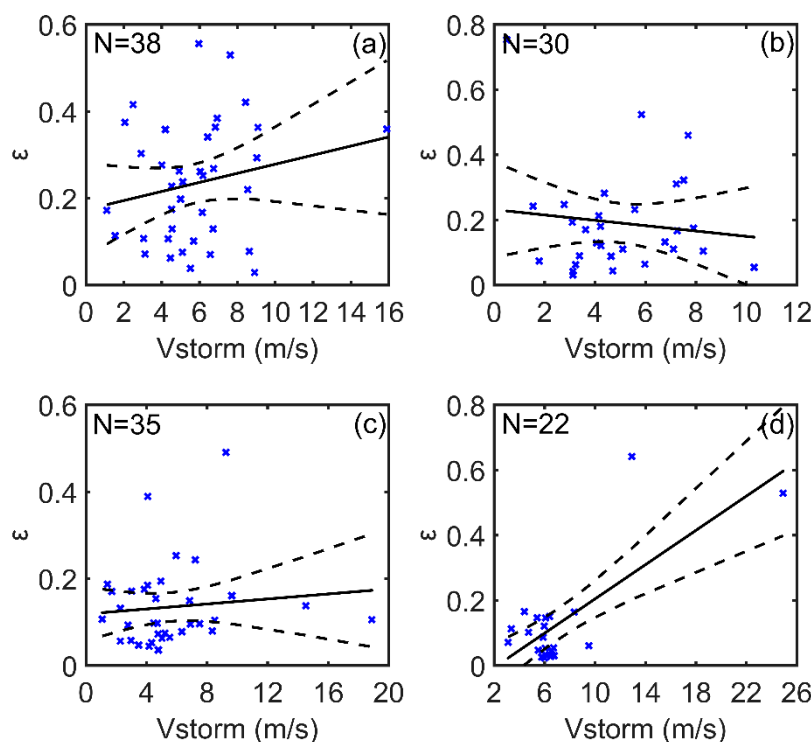 0.6 N=38 (a)
0.4
ε
0.2
0
0 2 4 6 8 10 12 14 16
Vstorm (m/s)
0.8 N=30 (b)
0.6
ε
0.4
0.2
0
0 2 4 6 8 10 12
Vstorm (m/s)
0.6 N=35 (c)
0.4
ε
0.2
0
0 4 8 12 16 20
Vstorm (m/s)
0.8 N=22 (d)
0.6
ε
0.4
0.2
0
2 6 10 14 18 22 26
Vstorm (m/s)